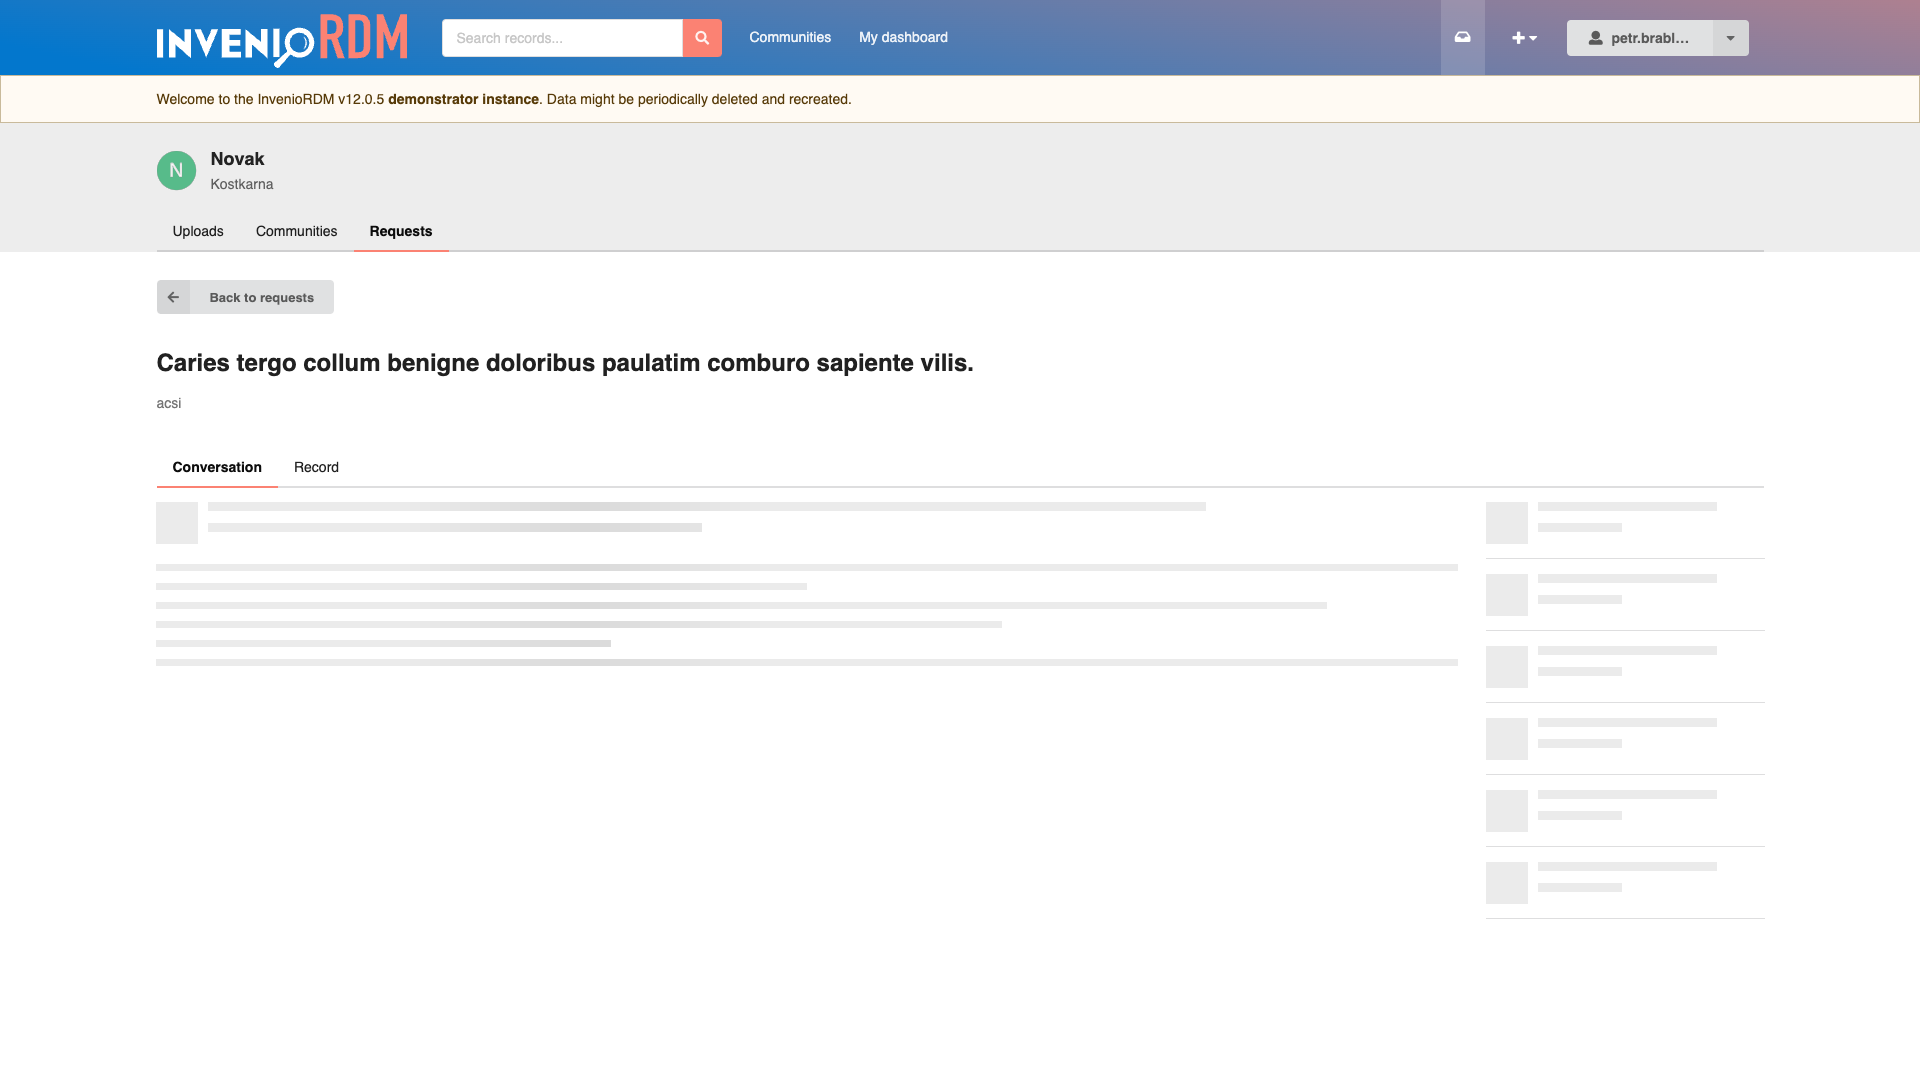 INVENIORDM
Search records...
Communities
My dashboard
petr.brabl...
Welcome to the InvenioRDM v12.0.5 demonstrator instance. Data might be periodically deleted and recreated.
N
Novak
Kostkarna
Uploads
Communities
Requests
Back to requests
Caries tergo collum benigne doloribus paulatim comburo sapiente vilis.
acsi
Conversation
Record